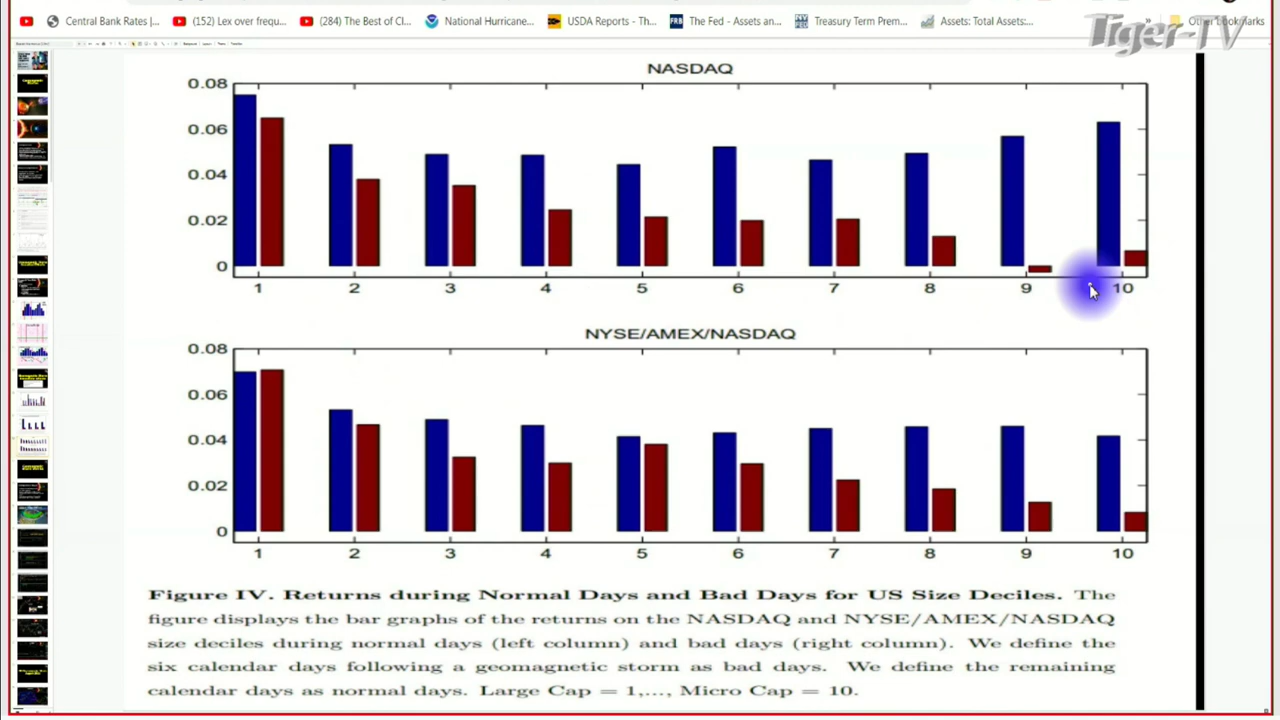 Central Bank Rates |...
(152) Lex over frequ...
(284) The Best of Cl...
National Hurricane...
USDA Reports - Th...
FRB
The Fed - Assets an...
Treasury Term Prem...
Assets: Total Assets:...
Other bookmarks
Tiger-TV
NASDAQ
0.08
0.06
0.04
0.02
0
1 2 3 4 5 6 7 8 9 10
NYSE/AMEX/NASDAQ
0.08
0.06
0.04
0.02
0
1 2 3 4 5 6 7 8 9 10
Figure IV. Returns during Normal Days and Bad Days for US Size Deciles. The
figure displays the bar graphs of the returns on the NASDAQ and NYSE/AMEX/NASDAQ
size deciles during normal days (left column) and bad days (right column). We define the
six calendar days following a geomagnetic storm as bad days. We define the remaining
calendar days as normal days. Large Cap = 1,..., Micro Cap = 10.